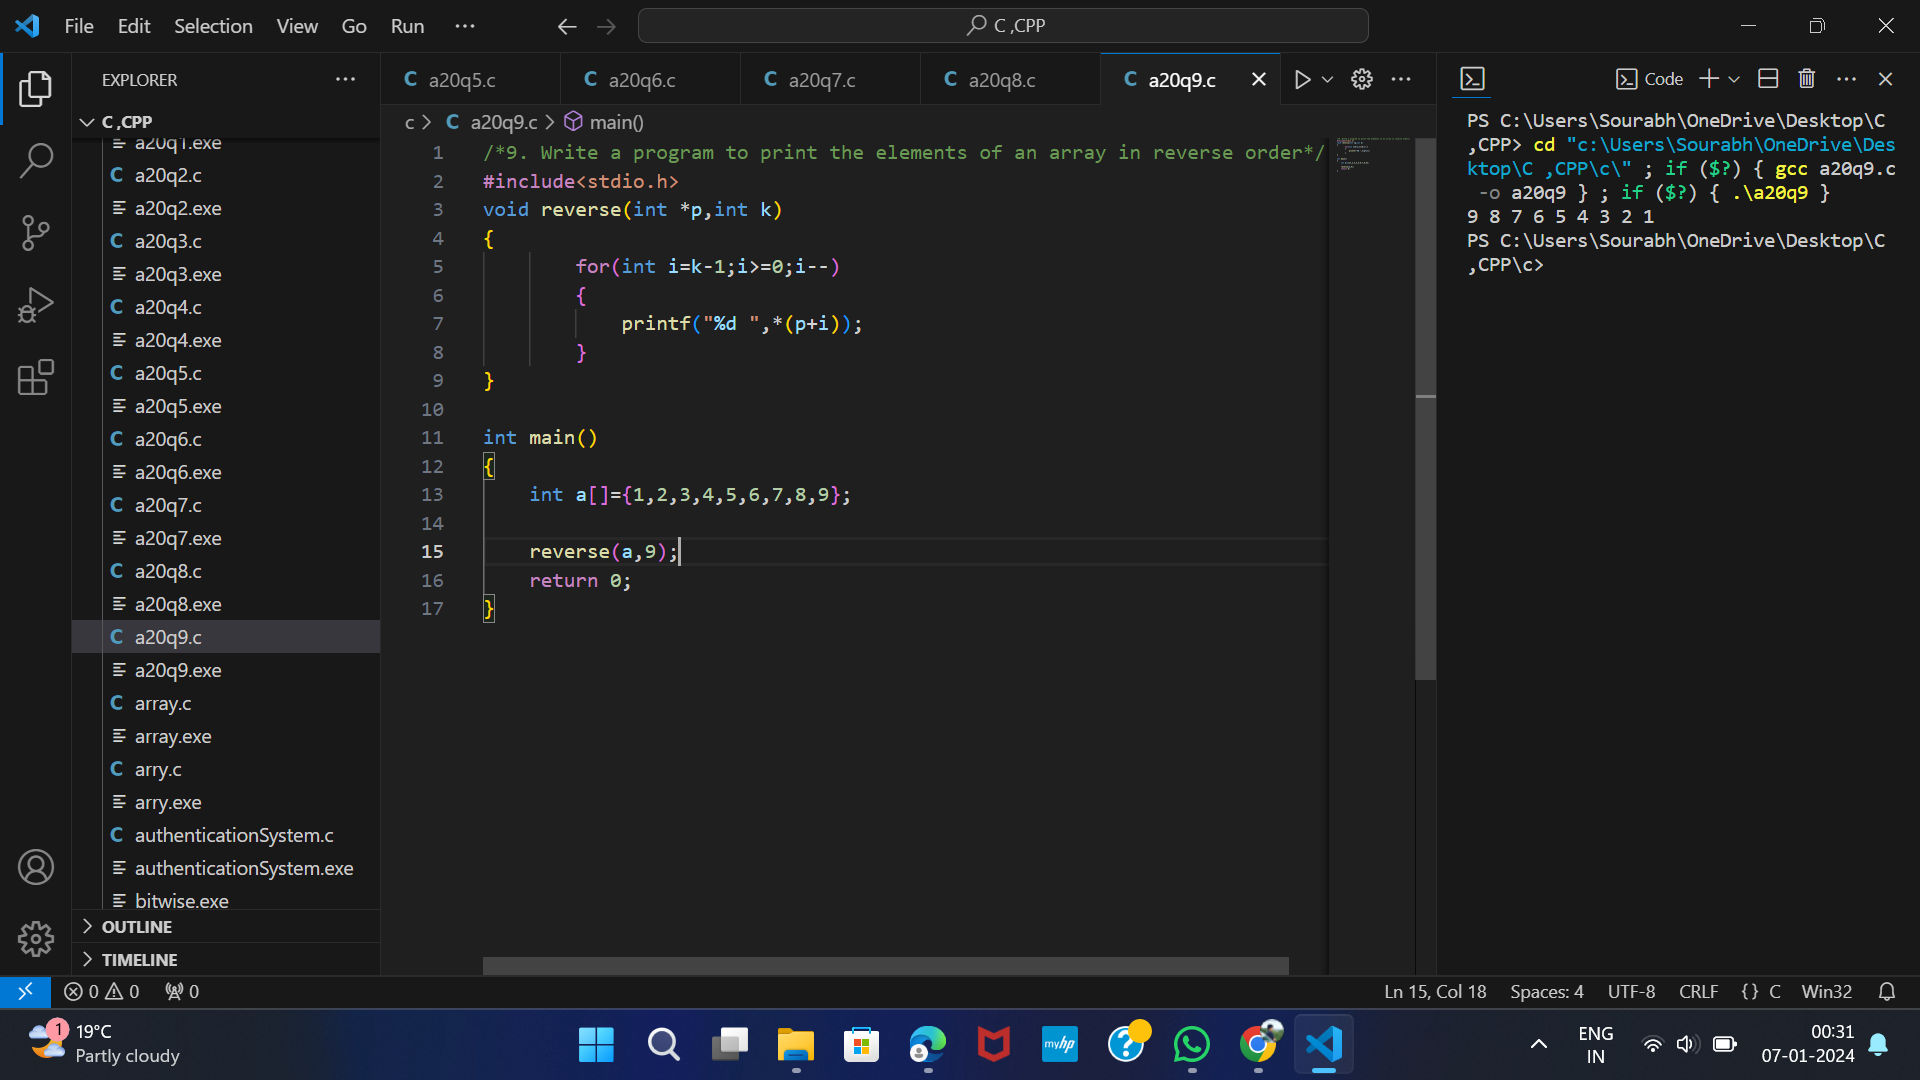 File Edit Selection View Go Run ···
C ,CPP
EXPLORER ···
C ,CPP
a20q1.exe
a20q2.c
a20q2.exe
a20q3.c
a20q3.exe
a20q4.c
a20q4.exe
a20q5.c
a20q5.exe
a20q6.c
a20q6.exe
a20q7.c
a20q7.exe
a20q8.c
a20q8.exe
a20q9.c
a20q9.exe
array.c
array.exe
arry.c
arry.exe
authenticationSystem.c
authenticationSystem.exe
bitwise.exe
OUTLINE
TIMELINE
C a20q5.c C a20q6.c C a20q7.c C a20q8.c C a20q9.c
c > C a20q9.c > main()
1 /*9. Write a program to print the elements of an array in reverse order*/
2 #include<stdio.h>
3 void reverse(int *p,int k)
4 {
5 for(int i=k-1;i>=0;i--)
6 {
7 printf("%d ",*(p+i));
8 }
9 }
10
11 int main()
12 {
13 int a[]={1,2,3,4,5,6,7,8,9};
14
15 reverse(a,9);
16 return 0;
17 }
Code
PS C:\Users\Sourabh\OneDrive\Desktop\C
,CPP> cd "c:\Users\Sourabh\OneDrive\Des
ktop\C ,CPP\c\" ; if ($?) { gcc a20q9.c
-o a20q9 } ; if ($?) { .\a20q9 }
9 8 7 6 5 4 3 2 1
PS C:\Users\Sourabh\OneDrive\Desktop\C
,CPP\c>
0 0 0
Ln 15, Col 18 Spaces: 4 UTF-8 CRLF {} C Win32
1 19°C
Partly cloudy
myhp
ENG
IN
00:31
07-01-2024